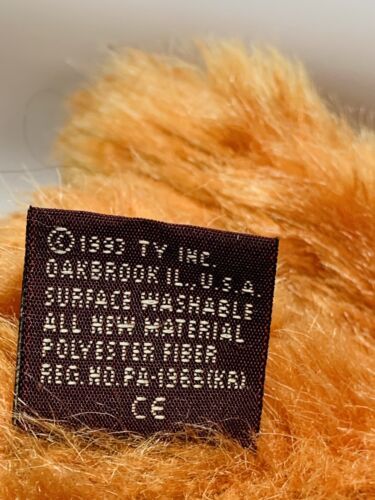 © 1993 TY INC.
OAKBROOK IL., U.S.A.
SURFACE WASHABLE
ALL NEW MATERIAL
POLYESTER FIBER
REG. NO. PA-1965(KR)
CE